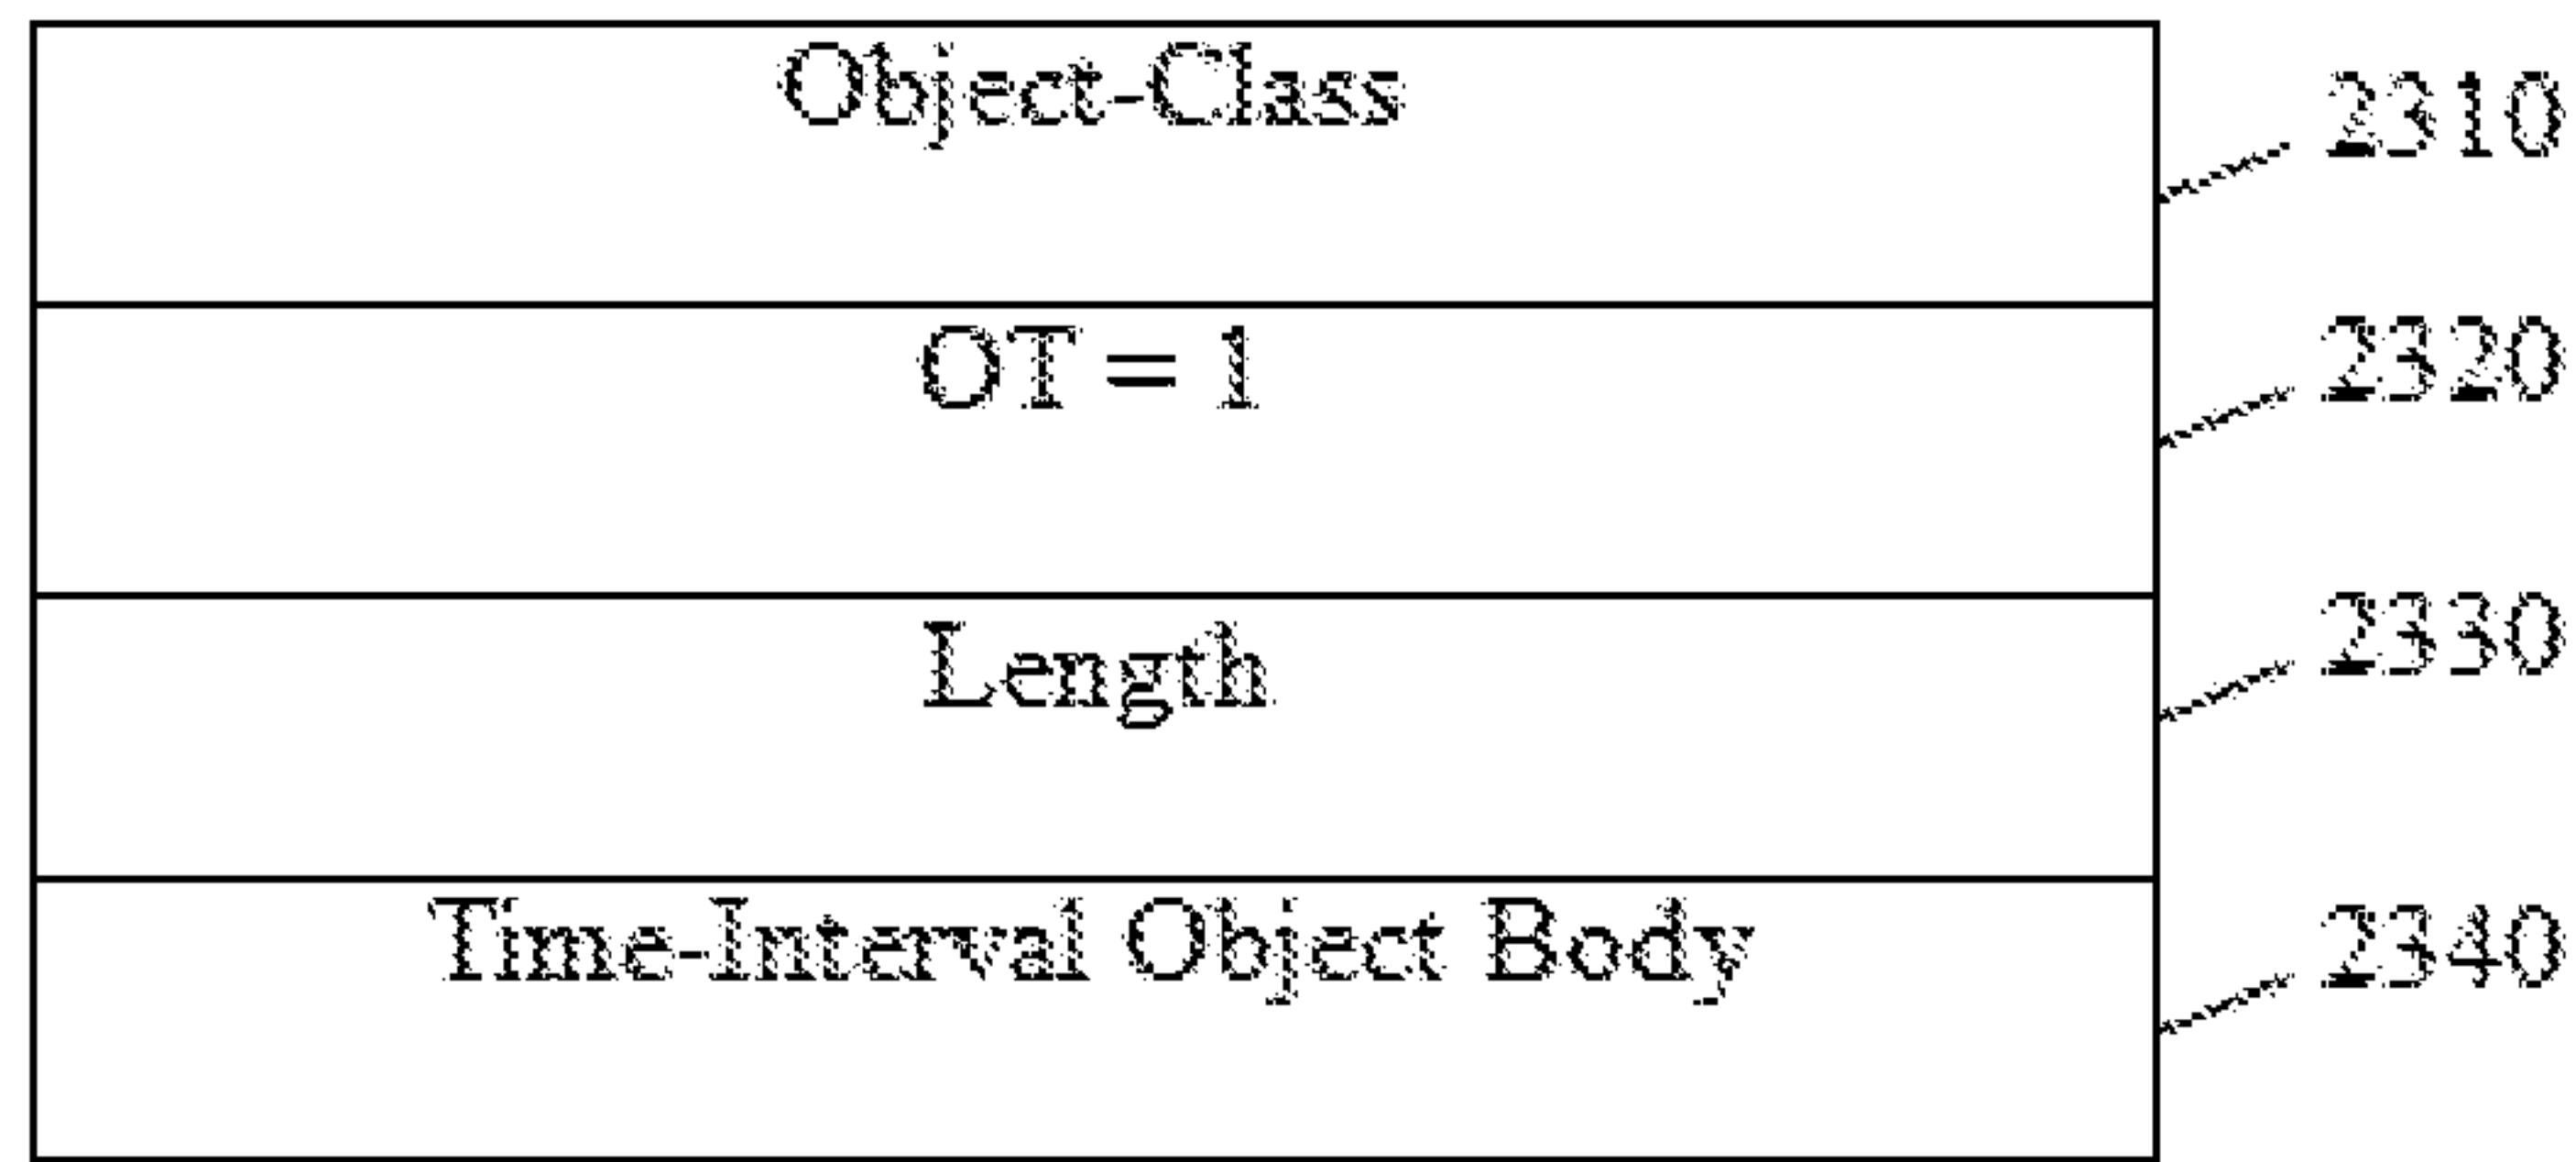 Object-Class
2310
OT = 1
2320
Length
2330
Time-Interval Object Body
2340